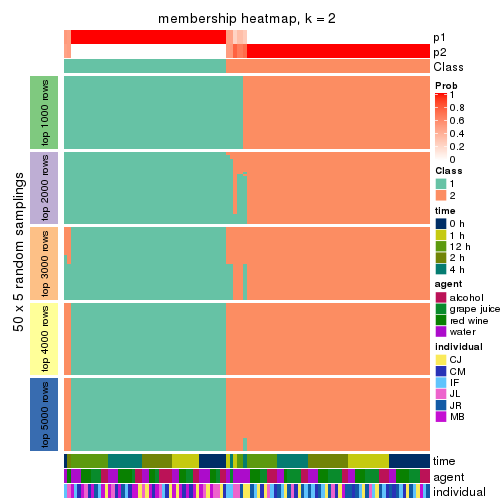 membership heatmap, k = 2
p1
p2
Class
50 x 5 random samplings
top 1000 rows
top 2000 rows
top 3000 rows
top 4000 rows
top 5000 rows
time
agent
individual
Prob
1
0.8
0.6
0.4
0.2
0
Class
1
2
time
0 h
1 h
12 h
2 h
4 h
agent
alcohol
grape juice
red wine
water
individual
CJ
CM
IF
JL
JR
MB